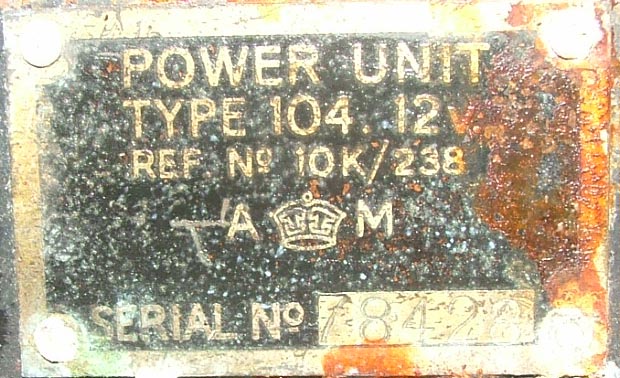 POWER UNIT
TYPE 104. 12V
REF. No 10K/238
A M
SERIAL No